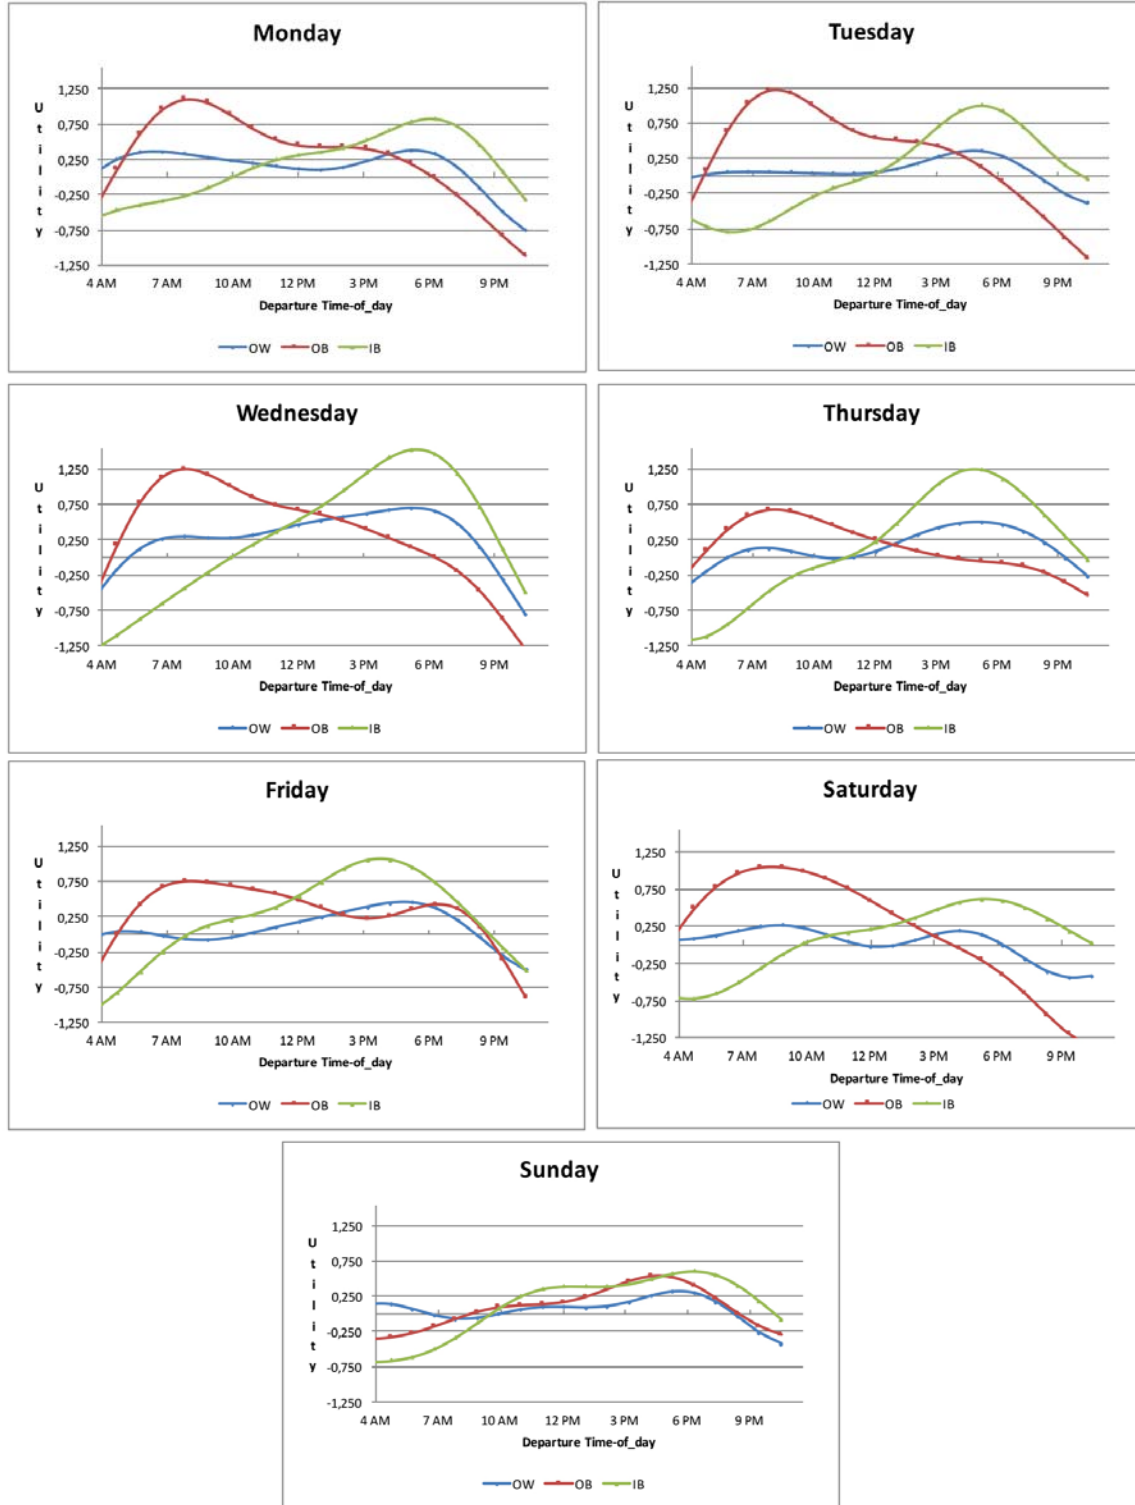 Monday
Utility
1,250
0,750
0,250
-0,250
-0,750
-1,250
4 AM 7 AM 10 AM 12 PM 3 PM 6 PM 9 PM
Departure Time-of_day
OW OB IB
Tuesday
Utility
1,250
0,750
0,250
-0,250
-0,750
-1,250
4 AM 7 AM 10 AM 12 PM 3 PM 6 PM 9 PM
Departure Time-of_day
OW OB IB
Wednesday
Utility
1,250
0,750
0,250
-0,250
-0,750
-1,250
4 AM 7 AM 10 AM 12 PM 3 PM 6 PM 9 PM
Departure Time-of_day
OW OB IB
Thursday
Utility
1,250
0,750
0,250
-0,250
-0,750
-1,250
4 AM 7 AM 10 AM 12 PM 3 PM 6 PM 9 PM
Departure Time-of_day
OW OB IB
Friday
Utility
1,250
0,750
0,250
-0,250
-0,750
-1,250
4 AM 7 AM 10 AM 12 PM 3 PM 6 PM 9 PM
Departure Time-of_day
OW OB IB
Saturday
Utility
1,250
0,750
0,250
-0,250
-0,750
-1,250
4 AM 7 AM 10 AM 12 PM 3 PM 6 PM 9 PM
Departure Time-of_day
OW OB IB
Sunday
Utility
1,250
0,750
0,250
-0,250
-0,750
-1,250
4 AM 7 AM 10 AM 12 PM 3 PM 6 PM 9 PM
Departure Time-of_day
OW OB IB